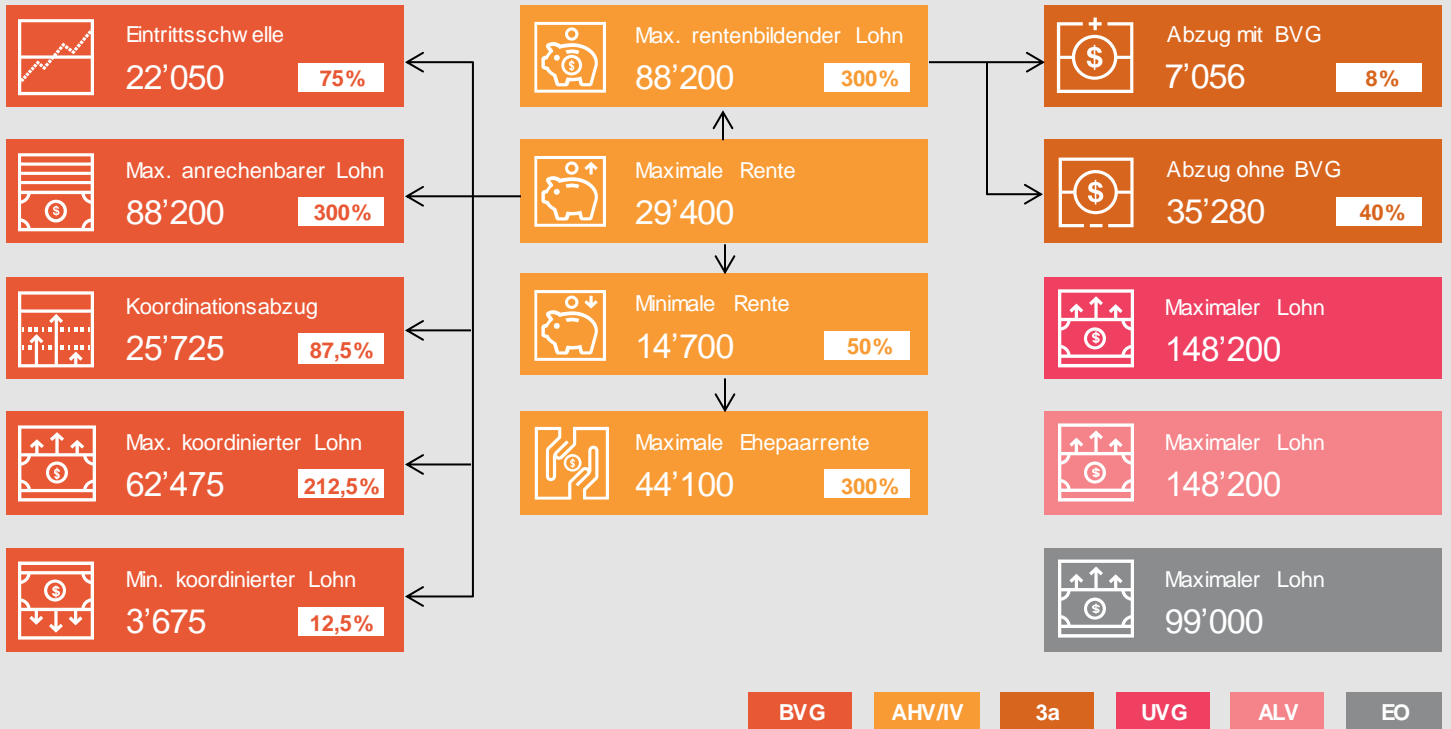 Eintrittsschwelle
22’050 75%
Max. anrechenbarer Lohn
88’200 300%
Koordinationsabzug
25’725 87,5%
Max. koordinierter Lohn
62’475 212,5%
Min. koordinierter Lohn
3’675 12,5%
Max. rentenbildender Lohn
88’200 300%
Maximale Rente
29’400
Minimale Rente
14’700 50%
Maximale Ehepaarrente
44’100 300%
Abzug mit BVG
7’056 8%
Abzug ohne BVG
35’280 40%
Maximaler Lohn
148’200
Maximaler Lohn
148’200
Maximaler Lohn
99’000
BVG AHV/IV 3a UVG ALV EO